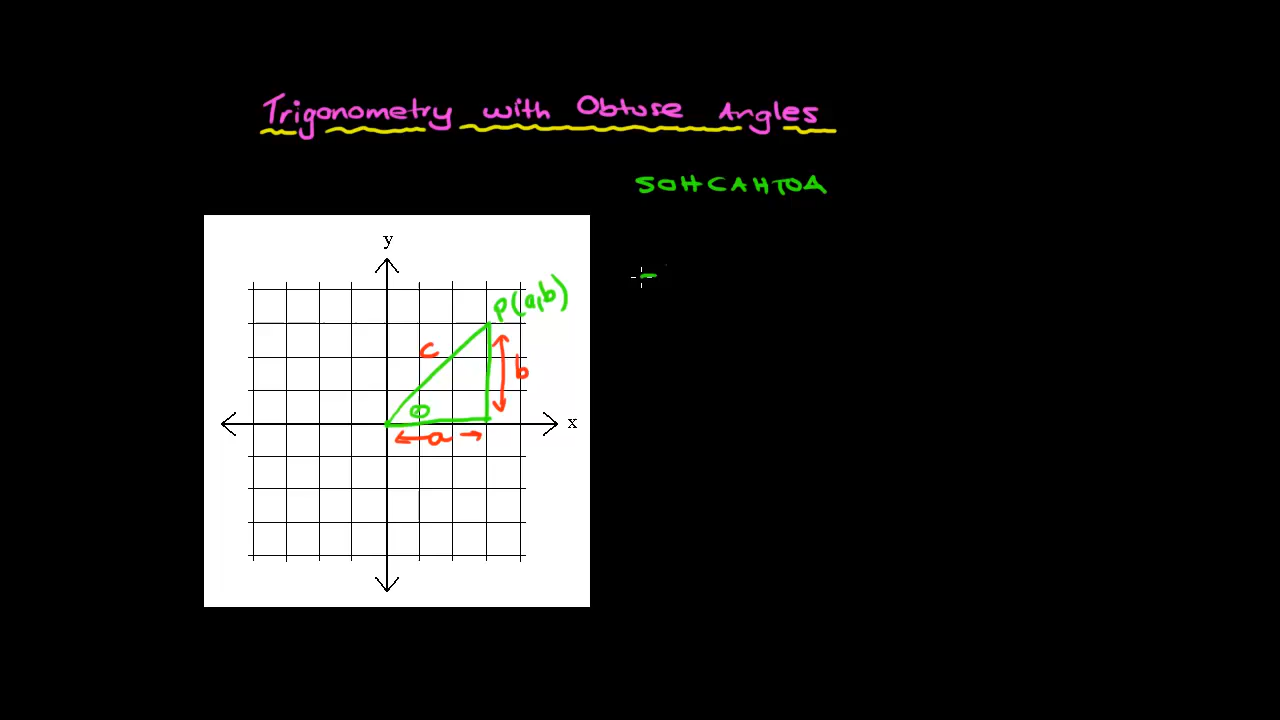 Trigonometry with Obtuse Angles
SOHCAHTOA
y
P(a,b)
c
b
θ
x
a